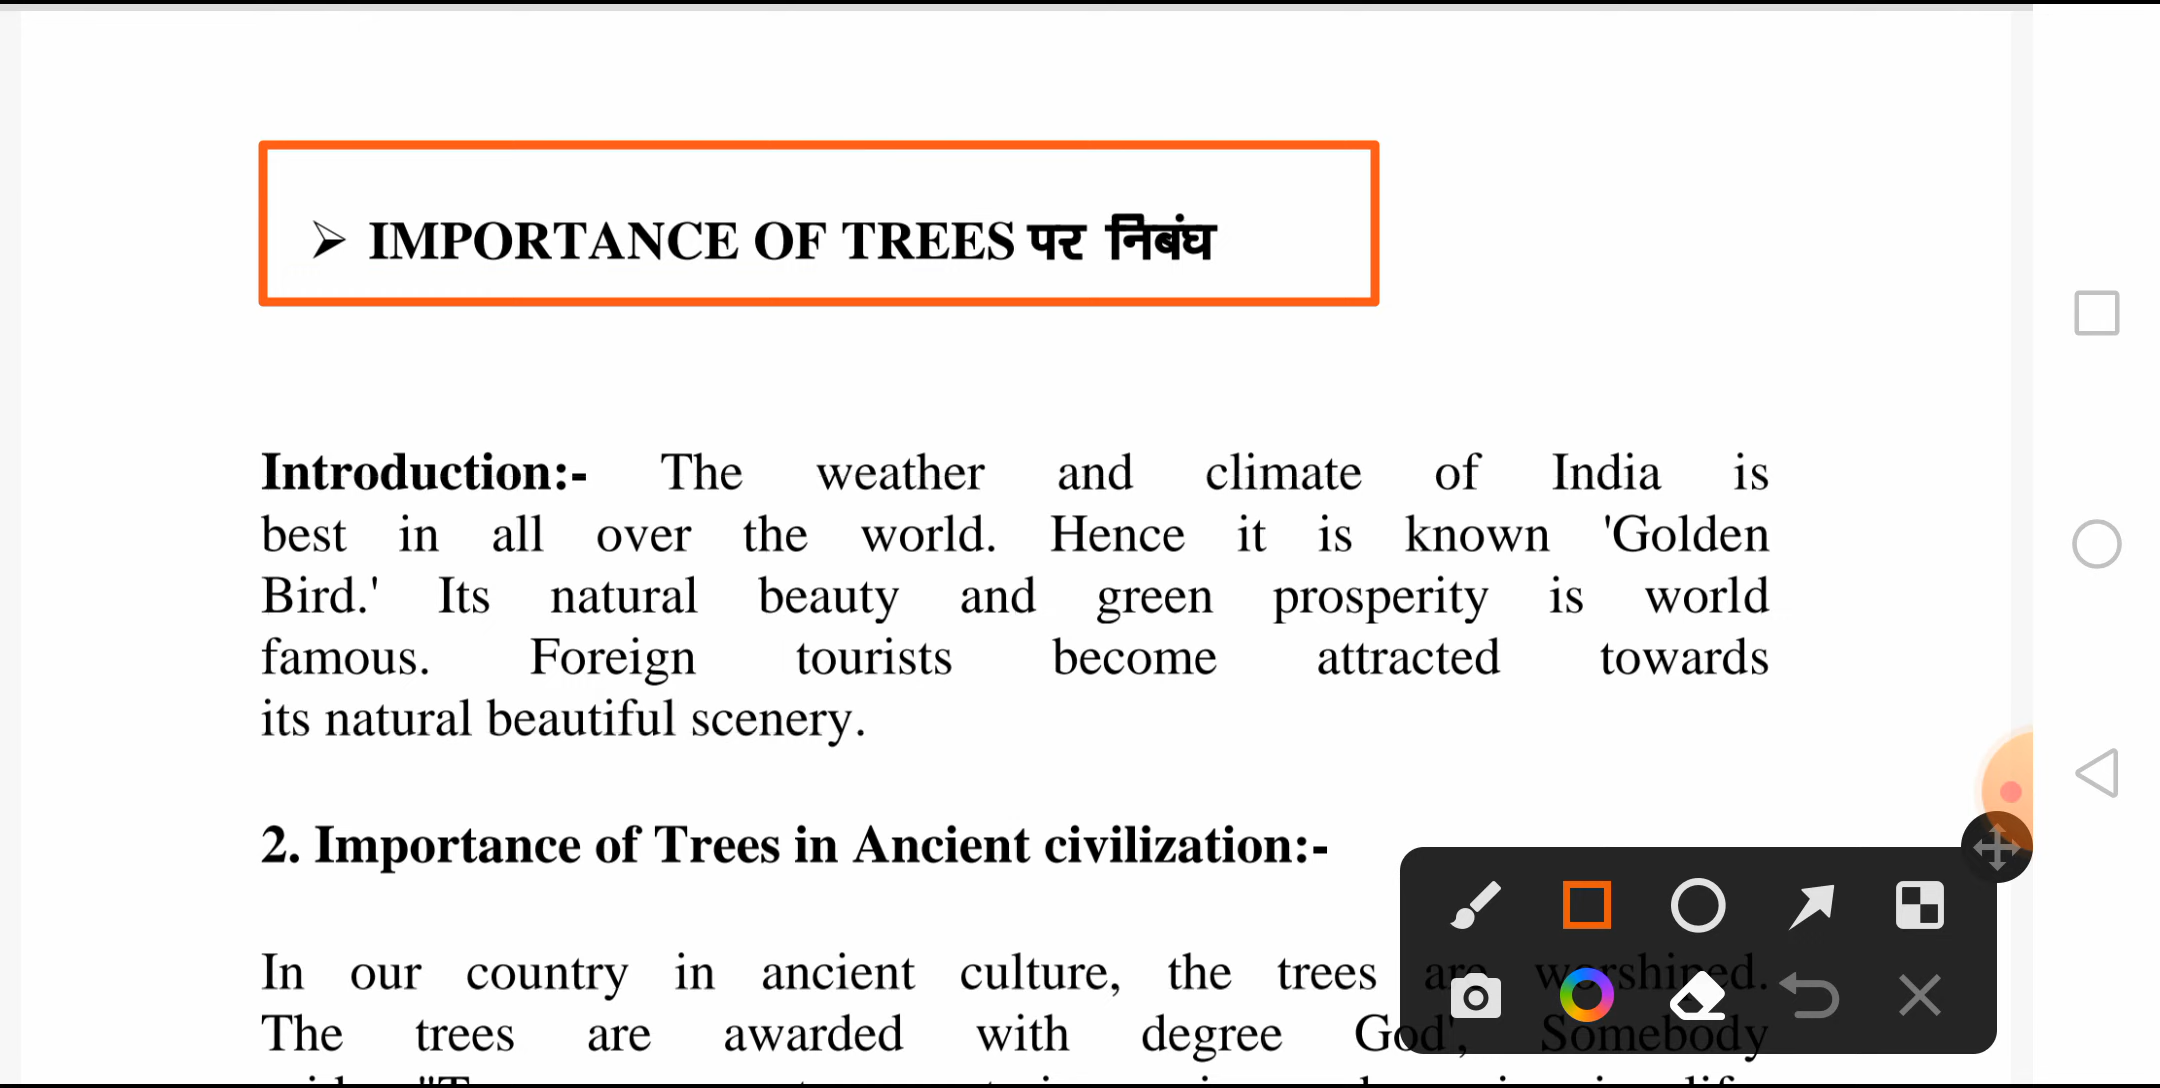 ➢ IMPORTANCE OF TREES पर निबंध
Introduction:- The weather and climate of India is
best in all over the world. Hence it is known 'Golden
Bird.' Its natural beauty and green prosperity is world
famous. Foreign tourists become attracted towards
its natural beautiful scenery.
2. Importance of Trees in Ancient civilization:-
In our country in ancient culture, the trees are worshiped.
The trees are awarded with degree God', Somebody